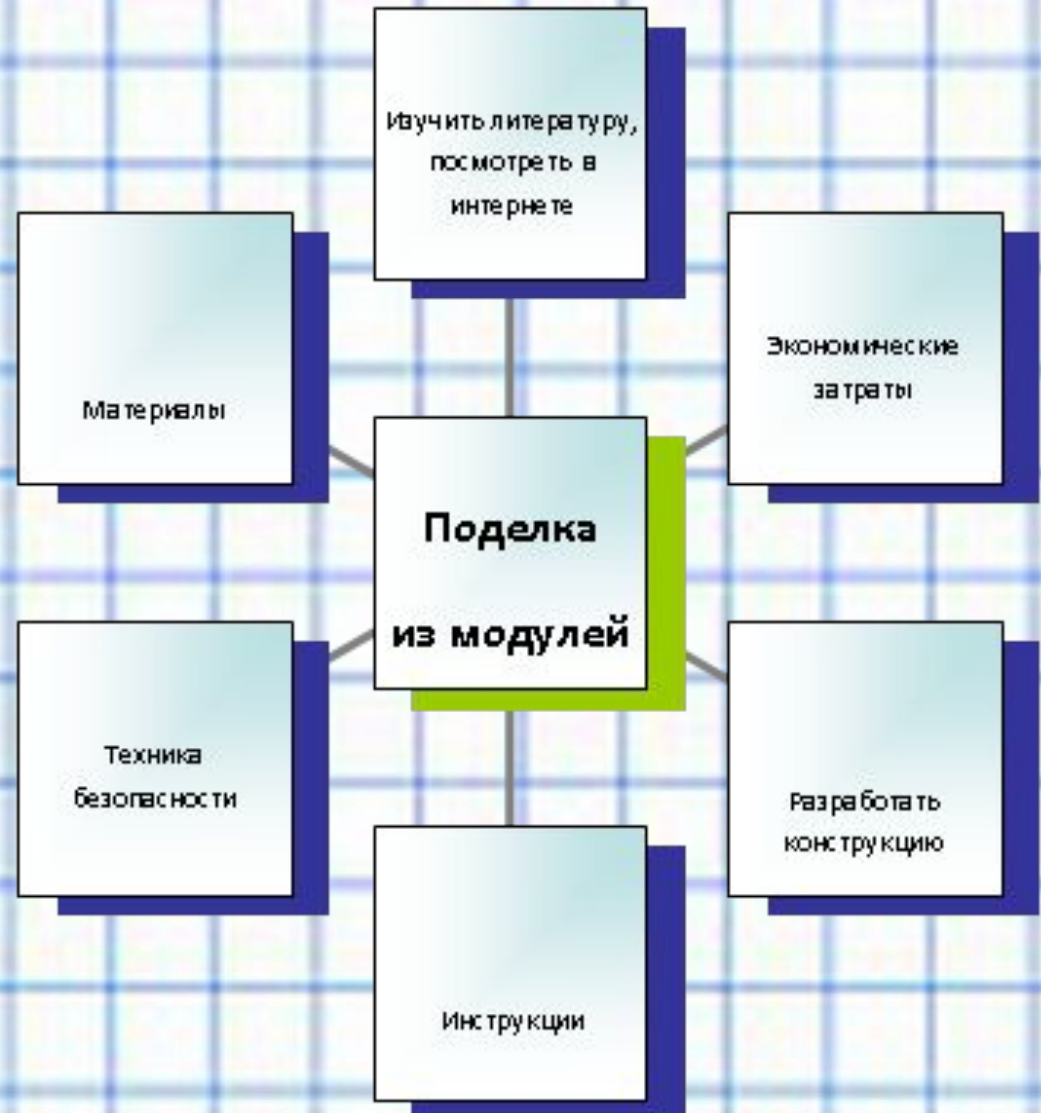 Изучить литературу,
посмотреть в
интернете
Материалы
Экономические
затраты
Поделка
из модулей
Техника
безопасности
Разработать
конструкцию
Инструкции